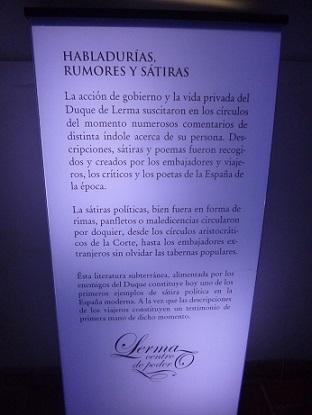 HABLADURÍAS,
RUMORES Y SÁTIRAS
La acción de gobierno y la vida privada del
Duque de Lerma suscitaron en los círculos
del momento numerosos comentarios de
distinta índole acerca de su persona. Des-
cripciones, sátiras y poemas fueron recogi-
dos y creados por los embajadores y viaje-
ros, los críticos y los poetas de la España de
la época.
La sátiras políticas, bien fuera en forma de
rimas, panfletos o maledicencias circularon
por doquier, desde los círculos aristocráti-
cos de la Corte, hasta los embajadores ex-
tranjeros sin olvidar las tabernas populares.
Ésta literatura subterránea, alimentada por los
enemigos del Duque constituye hoy uno de los
primeros ejemplos de sátira política en la
España moderna. A la vez que las descripciones
de los viajeros constituyen un testimonio de
primera mano de dicho momento.
Lerma
centro
de poder